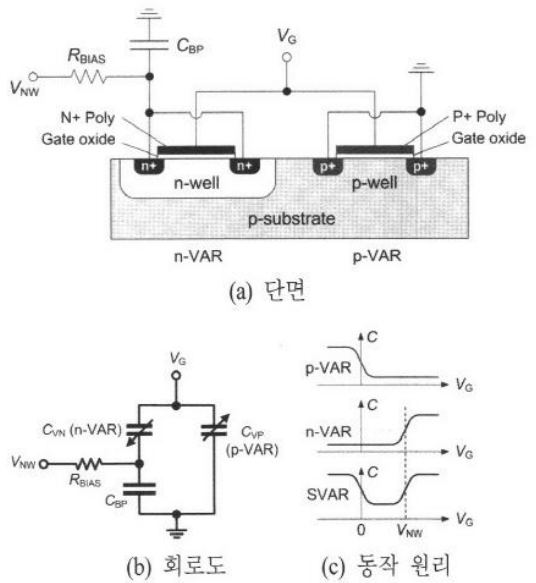 V_G
C_BP
R_BIAS
V_NW
N+ Poly
P+ Poly
Gate oxide
Gate oxide
n+
n+
p+
p+
n-well
p-well
p-substrate
n-VAR
p-VAR
(a) 단면
V_G
C_VN (n-VAR)
C_VP
(p-VAR)
V_NW
R_BIAS
C_BP
(b) 회로도
C
p-VAR
V_G
C
n-VAR
V_G
C
SVAR
0
V_NW
V_G
(c) 동작 원리